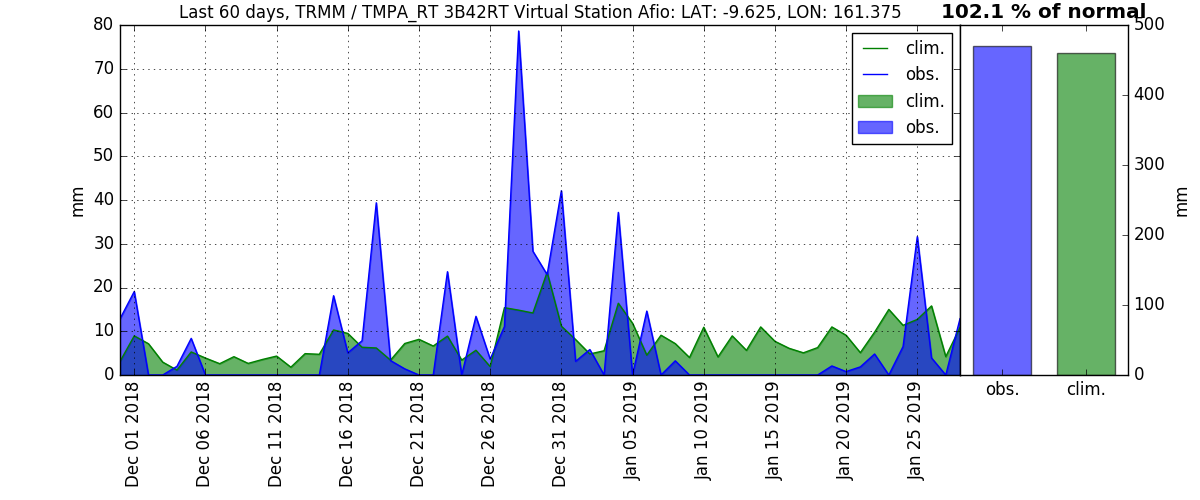 Last 60 days, TRMM / TMPA_RT 3B42RT Virtual Station Afio: LAT: -9.625, LON: 161.375
102.1 % of normal
80
70
60
50
40
30
20
10
0
mm
clim.
obs.
clim.
obs.
500
400
300
200
100
0
mm
obs.
clim.
Dec 01 2018
Dec 06 2018
Dec 11 2018
Dec 16 2018
Dec 21 2018
Dec 26 2018
Dec 31 2018
Jan 05 2019
Jan 10 2019
Jan 15 2019
Jan 20 2019
Jan 25 2019